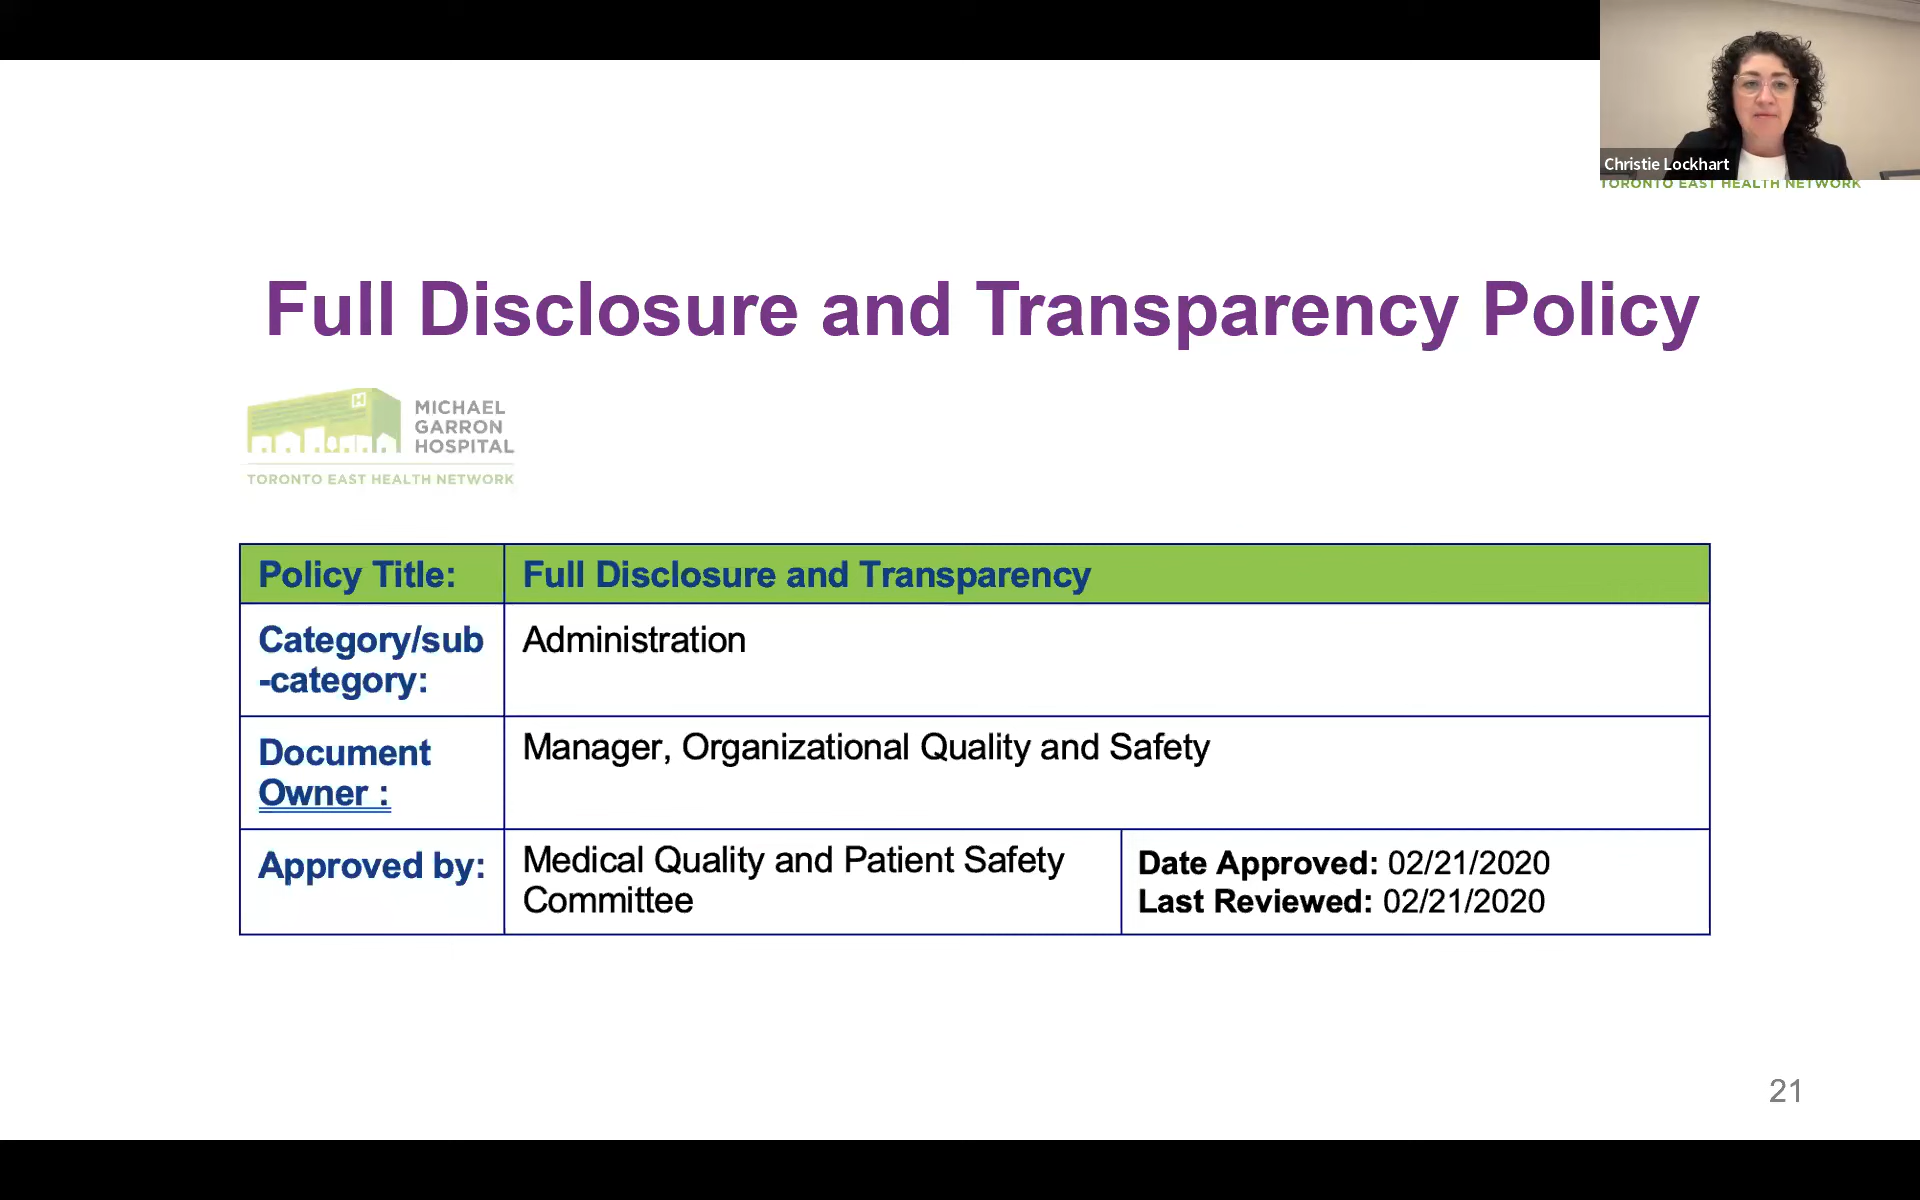 Christie Lockhart
TORONTO EAST HEALTH NETWORK
Full Disclosure and Transparency Policy
H
MICHAEL
GARRON
HOSPITAL
TORONTO EAST HEALTH NETWORK
Policy Title: Full Disclosure and Transparency
Category/sub Administration
-category:
Document Manager, Organizational Quality and Safety
Owner :
Approved by: Medical Quality and Patient Safety Date Approved: 02/21/2020
Committee Last Reviewed: 02/21/2020
21